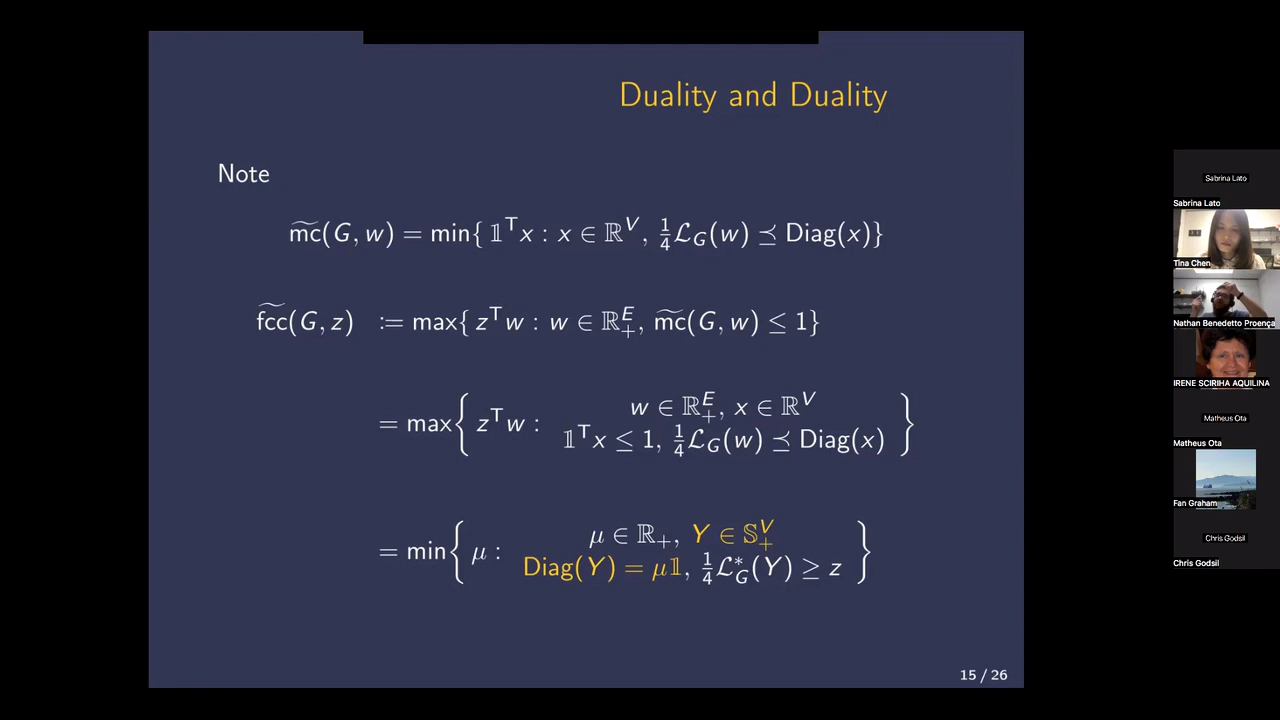 Duality and Duality
Note
m̃c(G, w) = min{ 𝟙ᵀx : x ∈ ℝ^V, ¼ℒ_G(w) ⪯ Diag(x)}
f̃cc(G, z) := max{ zᵀw : w ∈ ℝ^E_+, m̃c(G, w) ≤ 1}
= max{ zᵀw : w ∈ ℝ^E_+, x ∈ ℝ^V
𝟙ᵀx ≤ 1, ¼ℒ_G(w) ⪯ Diag(x) }
= min{ μ : μ ∈ ℝ_+, Y ∈ 𝕊^V_+
Diag(Y) = μ𝟙, ¼ℒ*_G(Y) ≥ z }
15 / 26
Sabrina Lato
Sabrina Lato
Tina Chen
Nathan Benedetto Proença
IRENE SCIRIHA AQUILINA
Matheus Ota
Matheus Ota
Fan Graham
Chris Godsil
Chris Godsil